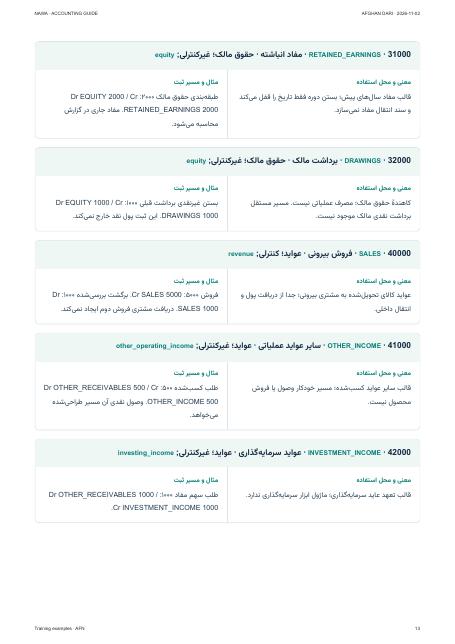 NAWA · ACCOUNTING GUIDE
AFGHAN DARI · 2026-11-02
31000 · RETAINED_EARNINGS · مفاد انباشته · حقوق مالک؛ غیرکنترلی؛ equity
معنی و محل استفاده
قالب مفاد سال‌های پیش؛ بستن دوره فقط تاریخ را قفل می‌کند
و سند انتقال مفاد نمی‌سازد.
مثال و مسیر ثبت
طبقه‌بندی حقوق مالک ۲۰۰۰: Dr EQUITY 2000 / Cr
RETAINED_EARNINGS 2000. مفاد جاری در گزارش
محاسبه می‌شود.
32000 · DRAWINGS · برداشت مالک · حقوق مالک؛ غیرکنترلی؛ equity
معنی و محل استفاده
کاهندهٔ حقوق مالک؛ مصرف عملیاتی نیست. مسیر مستقل
برداشت نقدی مالک موجود نیست.
مثال و مسیر ثبت
بستن غیرنقدی برداشت قبلی ۱۰۰۰: Dr EQUITY 1000 / Cr
DRAWINGS 1000. این ثبت پول نقد خارج نمی‌کند.
40000 · SALES · فروش بیرونی · عواید؛ کنترلی؛ revenue
معنی و محل استفاده
عواید کالای تحویل‌شده به مشتری بیرونی؛ جدا از دریافت پول و
انتقال داخلی.
مثال و مسیر ثبت
فروش ۵۰۰۰: Cr SALES 5000. برگشت بررسی‌شده ۱۰۰۰: Dr
SALES 1000. دریافت مشتری فروش دوم ایجاد نمی‌کند.
41000 · OTHER_INCOME · سایر عواید عملیاتی · عواید؛ غیرکنترلی؛ other_operating_income
معنی و محل استفاده
قالب سایر عواید کسب‌شده؛ مسیر خودکار وصول یا فروش
محصول نیست.
مثال و مسیر ثبت
طلب کسب‌شده ۵۰۰: Dr OTHER_RECEIVABLES 500 / Cr
OTHER_INCOME 500. وصول نقدی آن مسیر طراحی‌شده
می‌خواهد.
42000 · INVESTMENT_INCOME · عواید سرمایه‌گذاری · عواید؛ غیرکنترلی؛ investing_income
معنی و محل استفاده
قالب تعهد عاید سرمایه‌گذاری؛ ماژول ابزار سرمایه‌گذاری ندارد.
مثال و مسیر ثبت
طلب سهم مفاد ۱۰۰۰: Dr OTHER_RECEIVABLES 1000 /
Cr INVESTMENT_INCOME 1000.
Training examples · AFN
13